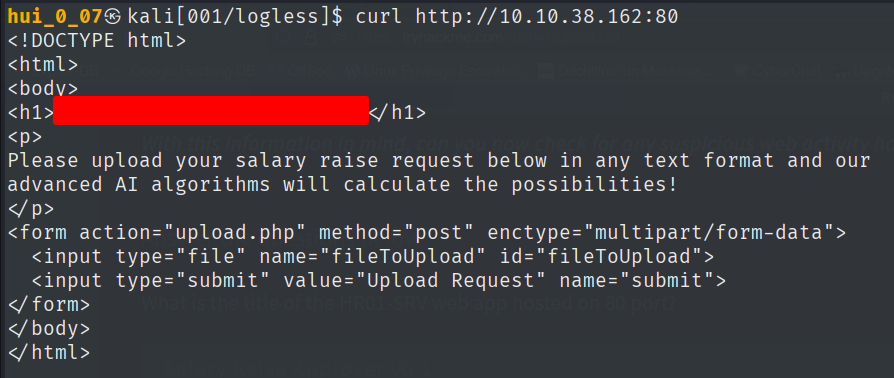 hui_0_07㉿kali[001/logless]$ curl http://10.10.38.162:80
<!DOCTYPE html>
<html>
<body>
<h1></h1>
<p>
Please upload your salary raise request below in any text format and our
advanced AI algorithms will calculate the possibilities!
</p>
<form action="upload.php" method="post" enctype="multipart/form-data">
  <input type="file" name="fileToUpload" id="fileToUpload">
  <input type="submit" value="Upload Request" name="submit">
</form>
</body>
</html>